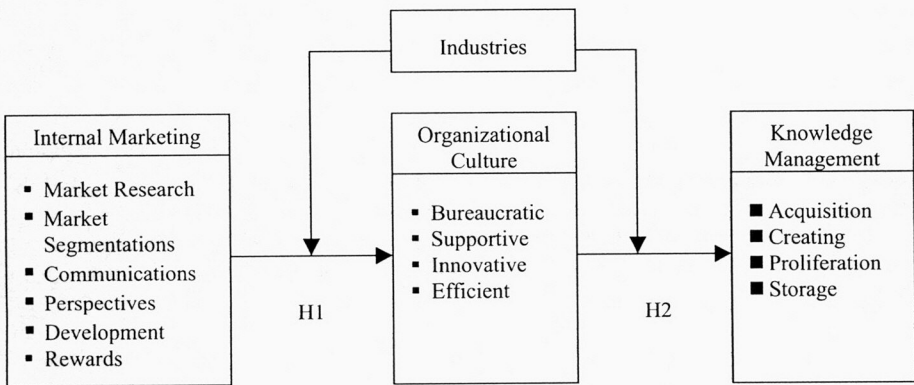 Industries
Internal Marketing
▪ Market Research
▪ Market
Segmentations
▪ Communications
▪ Perspectives
▪ Development
▪ Rewards
H1
Organizational
Culture
▪ Bureaucratic
▪ Supportive
▪ Innovative
▪ Efficient
H2
Knowledge
Management
■ Acquisition
■ Creating
■ Proliferation
■ Storage